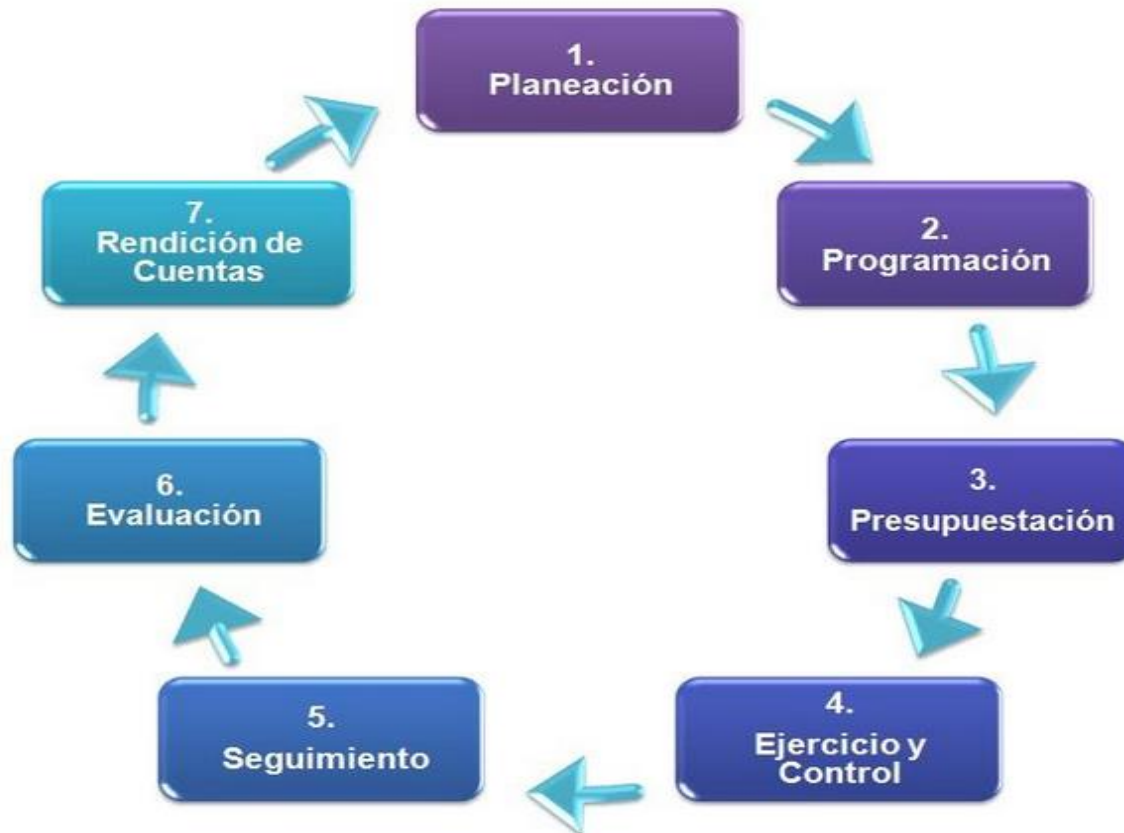 1.
Planeación
2.
Programación
3.
Presupuestación
4.
Ejercicio y
Control
5.
Seguimiento
6.
Evaluación
7.
Rendición de
Cuentas